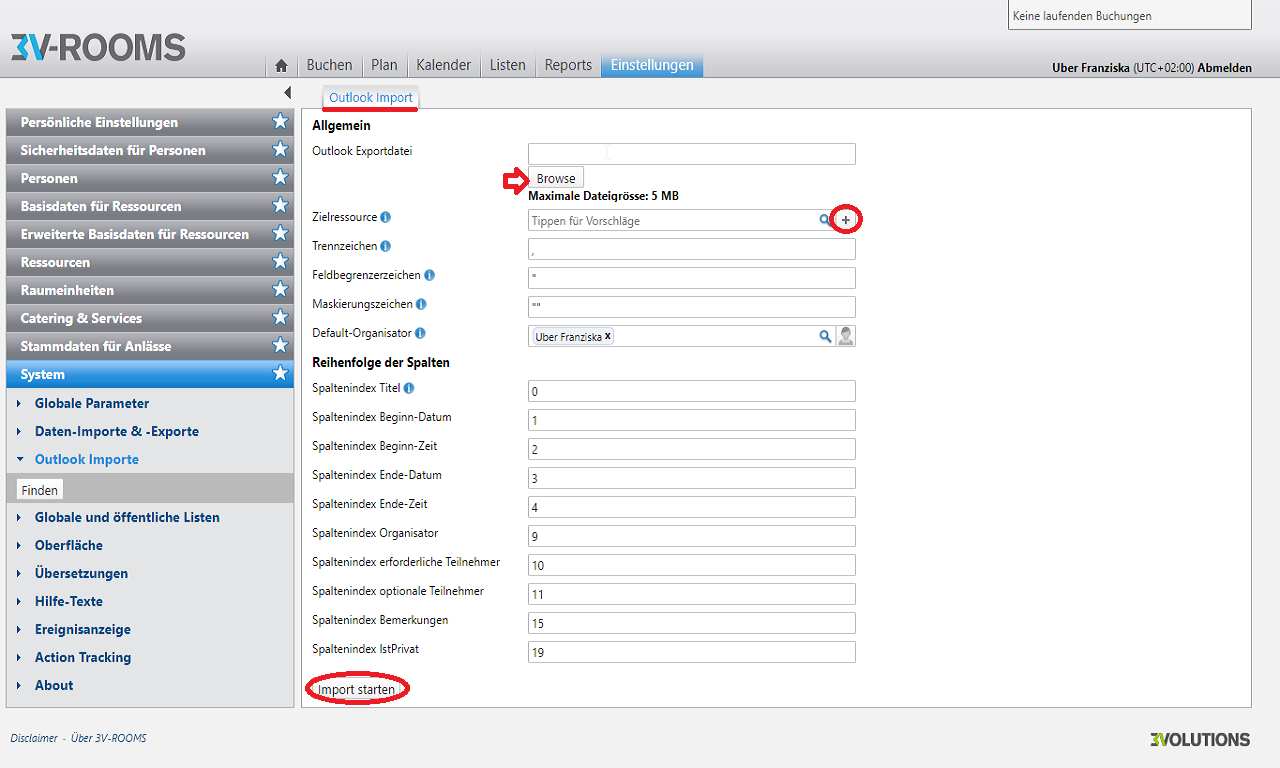 Keine laufenden Buchungen
3V-ROOMS
Buchen Plan Kalender Listen Reports Einstellungen
Uber Franziska (UTC+02:00) Abmelden
Outlook Import
Persönliche Einstellungen
Sicherheitsdaten für Personen
Personen
Basisdaten für Ressourcen
Erweiterte Basisdaten für Ressourcen
Ressourcen
Raumeinheiten
Catering & Services
Stammdaten für Anlässe
System
Globale Parameter
Daten-Importe & -Exporte
Outlook Importe
Finden
Globale und öffentliche Listen
Oberfläche
Übersetzungen
Hilfe-Texte
Ereignisanzeige
Action Tracking
About
Allgemein
Outlook Exportdatei
Browse
Maximale Dateigrösse: 5 MB
Zielressource Tippen für Vorschläge +
Trennzeichen ,
Feldbegrenzerzeichen "
Maskierungszeichen ""
Default-Organisator Uber Franziska x
Reihenfolge der Spalten
Spaltenindex Titel 0
Spaltenindex Beginn-Datum 1
Spaltenindex Beginn-Zeit 2
Spaltenindex Ende-Datum 3
Spaltenindex Ende-Zeit 4
Spaltenindex Organisator 9
Spaltenindex erforderliche Teilnehmer 10
Spaltenindex optionale Teilnehmer 11
Spaltenindex Bemerkungen 15
Spaltenindex IstPrivat 19
Import starten
Disclaimer - Über 3V-ROOMS
3VOLUTIONS